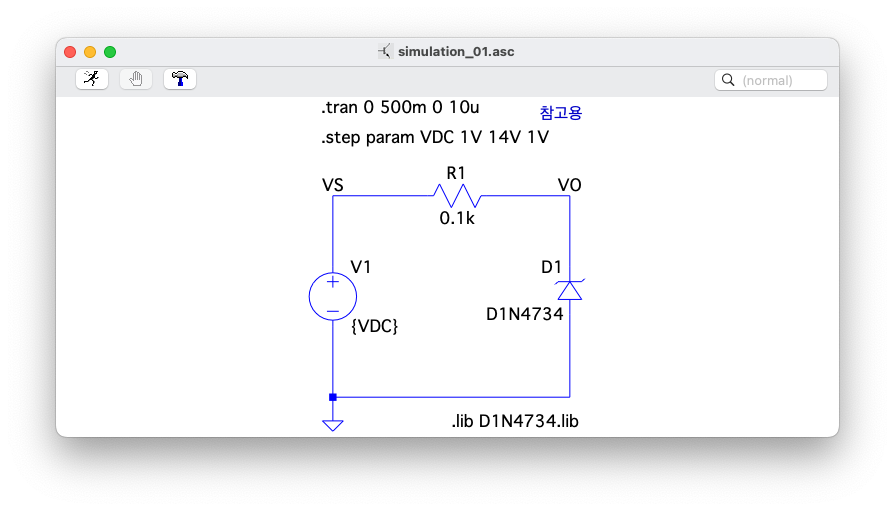 simulation_01.asc
(normal)
.tran 0 500m 0 10u
참고용
.step param VDC 1V 14V 1V
R1
VS
VO
0.1k
V1
D1
D1N4734
{VDC}
.lib D1N4734.lib